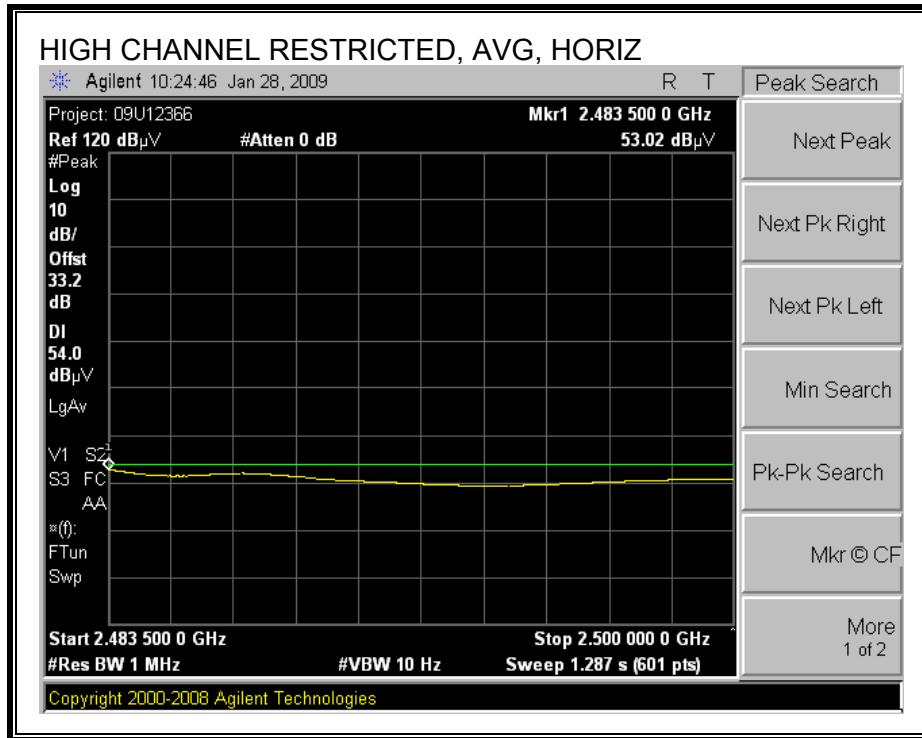 HIGH CHANNEL RESTRICTED, AVG, HORIZ
Agilent 10:24:46 Jan 28, 2009 R T
Peak Search
Project: 09U12366 Mkr1 2.483 500 0 GHz
Ref 120 dBµV #Atten 0 dB 53.02 dBµV
#Peak
Log
10
dB/
Offst
33.2
dB
DI
54.0
dBµV
LgAv
V1 S2
S3 FC
AA
¤(f):
FTun
Swp
1
Start 2.483 500 0 GHz Stop 2.500 000 0 GHz
#Res BW 1 MHz #VBW 10 Hz Sweep 1.287 s (601 pts)
Copyright 2000-2008 Agilent Technologies
Next Peak
Next Pk Right
Next Pk Left
Min Search
Pk-Pk Search
Mkr © CF
More
1 of 2